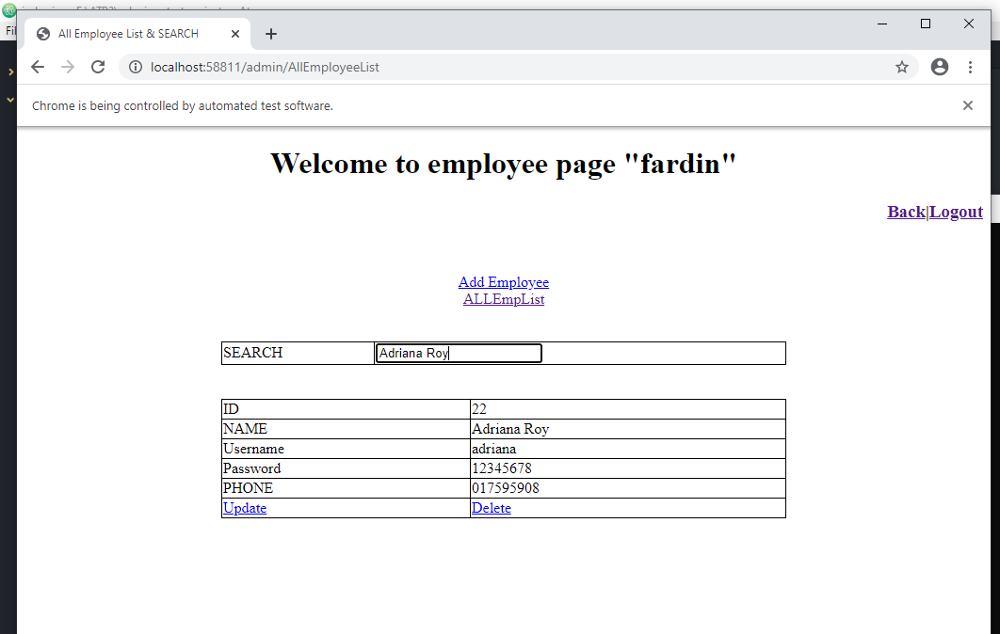 All Employee List & SEARCH
Fil
localhost:58811/admin/AllEmployeeList
Chrome is being controlled by automated test software.
Welcome to employee page "fardin"
Back|Logout
Add Employee
ALLEmpList
SEARCH Adriana Roy
ID 22
NAME Adriana Roy
Username adriana
Password 12345678
PHONE 017595908
Update Delete